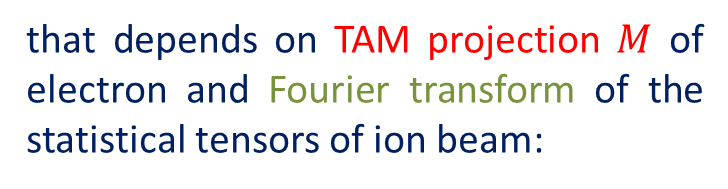 that depends on TAM projection M of
electron and Fourier transform of the
statistical tensors of ion beam: